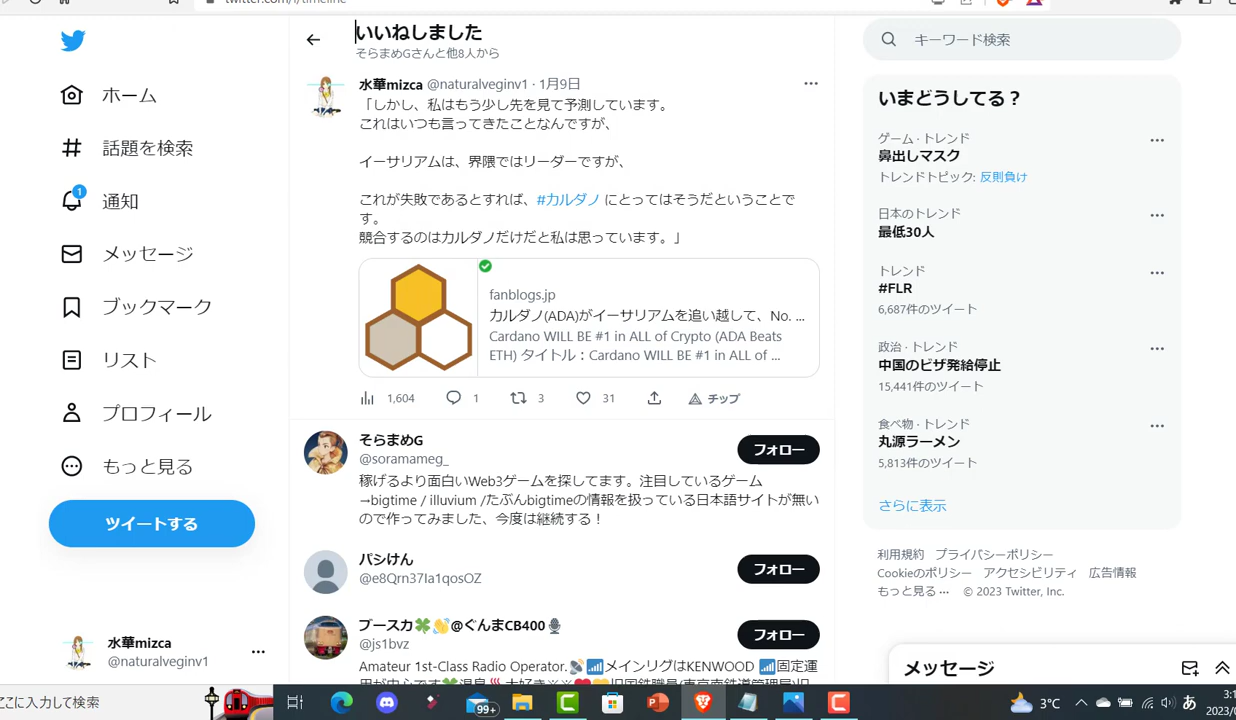 twitter.com/i/timeline
ホーム
話題を検索
1
通知
メッセージ
ブックマーク
リスト
プロフィール
もっと見る
ツイートする
水華mizca
@naturalveginv1
いいねしました
そらまめGさんと他8人から
水華mizca @naturalveginv1 · 1月9日
「しかし、私はもう少し先を見て予測しています。
これはいつも言ってきたことなんですが、
イーサリアムは、界隈ではリーダーですが、
これが失敗であるとすれば、#カルダノ にとってはそうだということで
す。
競合するのはカルダノだけだと私は思っています。」
fanblogs.jp
カルダノ(ADA)がイーサリアムを追い越して、No. ...
Cardano WILL BE #1 in ALL of Crypto (ADA Beats
ETH) タイトル：Cardano WILL BE #1 in ALL of ...
1,604 1 3 31 チップ
そらまめG
@soramameg_
フォロー
稼げるより面白いWeb3ゲームを探してます。注目しているゲーム
→bigtime / illuvium /たぶんbigtimeの情報を扱っている日本語サイトが無い
ので作ってみました、今度は継続する！
パシけん
@e8Qrn37Ia1qosOZ
フォロー
ブースカ🍀👋@ぐんまCB400🎙
@js1bvz
フォロー
Amateur 1st-Class Radio Operator.📡📶メインリグはKENWOOD 📶固定運
キーワード検索
いまどうしてる？
ゲーム · トレンド
鼻出しマスク
トレンドトピック: 反則負け
日本のトレンド
最低30人
トレンド
#FLR
6,687件のツイート
政治 · トレンド
中国のビザ発給停止
15,441件のツイート
食べ物 · トレンド
丸源ラーメン
5,813件のツイート
さらに表示
利用規約 プライバシーポリシー
Cookieのポリシー アクセシビリティ 広告情報
もっと見る ··· © 2023 Twitter, Inc.
メッセージ
ここに入力して検索
99+
3°C
あ